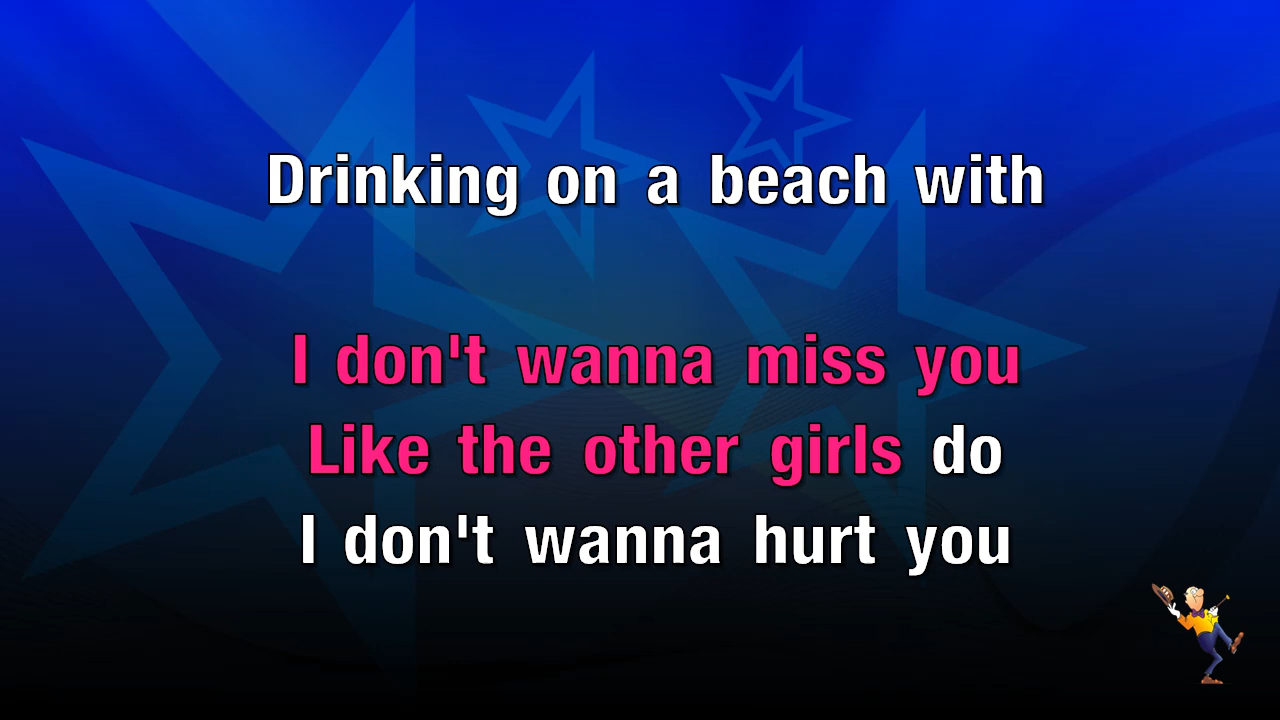 Drinking on a beach with
I don't wanna miss you
Like the other girls do
I don't wanna hurt you